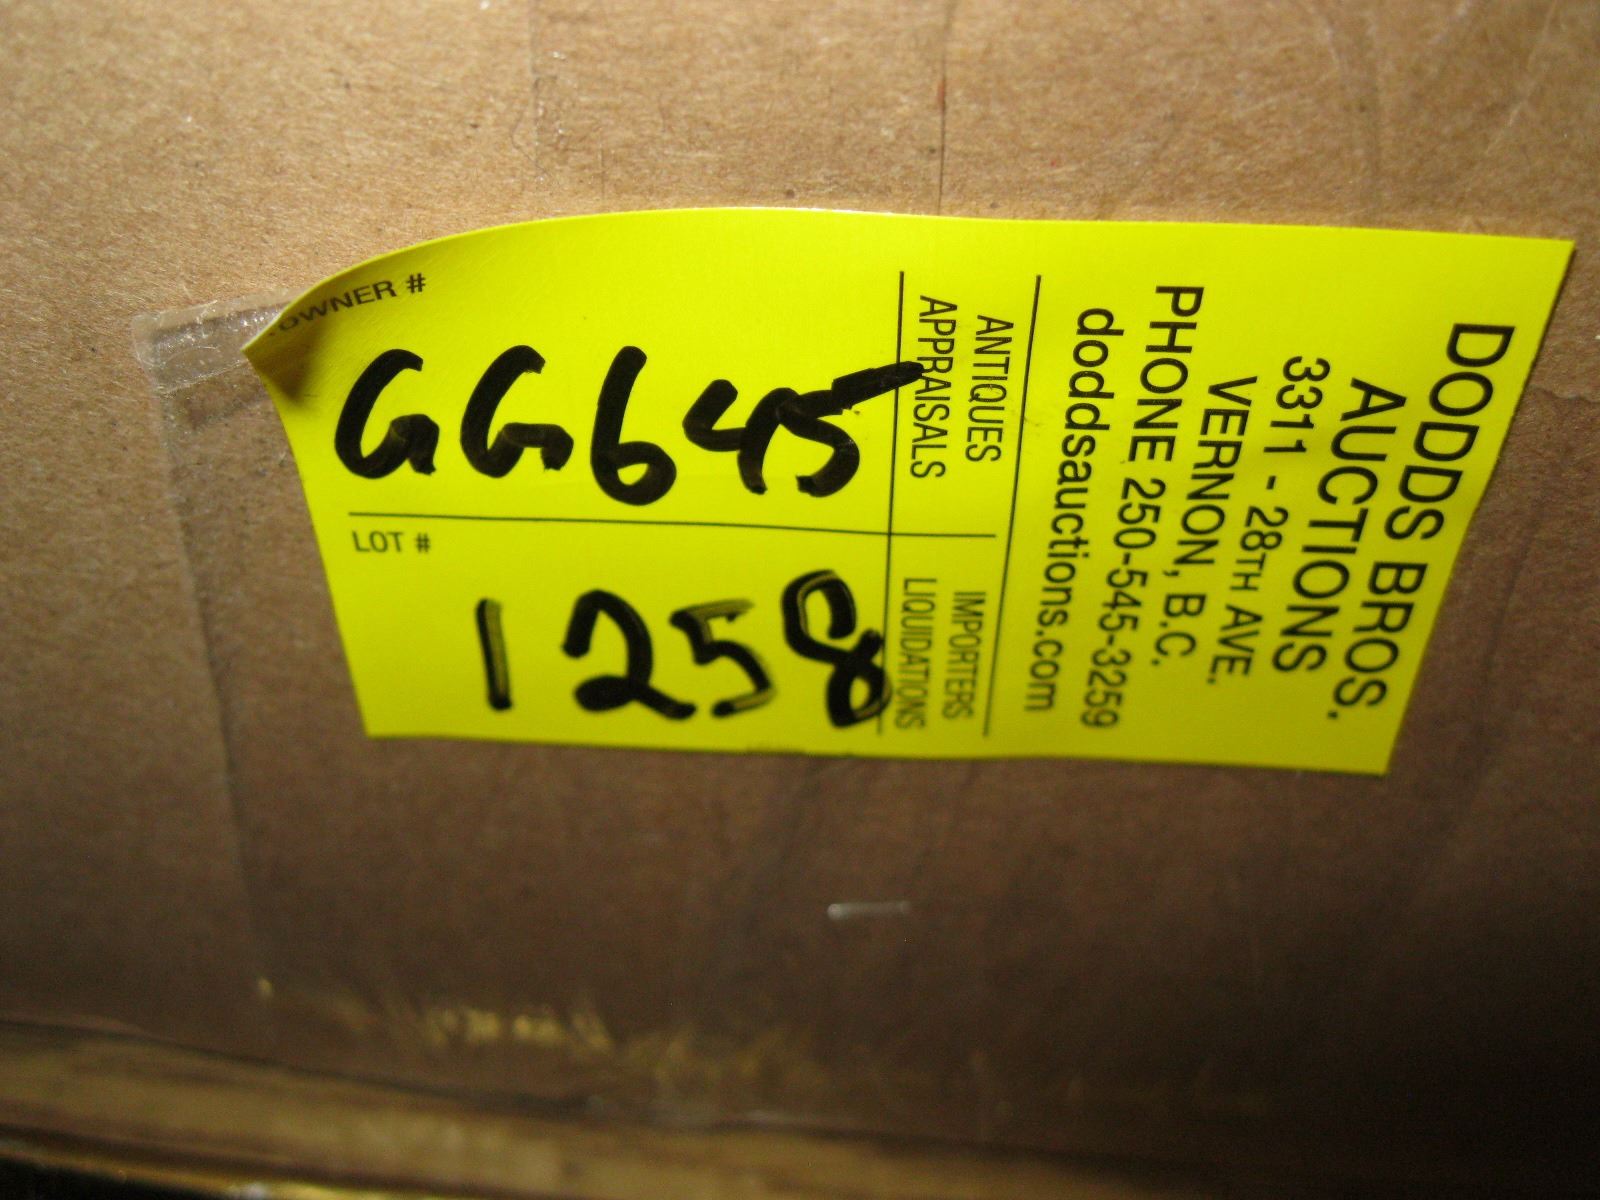 DODDS BROS.
AUCTIONS
3311 - 28TH AVE.
VERNON, B.C.
PHONE 250-545-3259
doddsauctions.com
ANTIQUES
APPRAISALS
IMPORTERS
LIQUIDATIONS
OWNER #
GG645
LOT #
1258